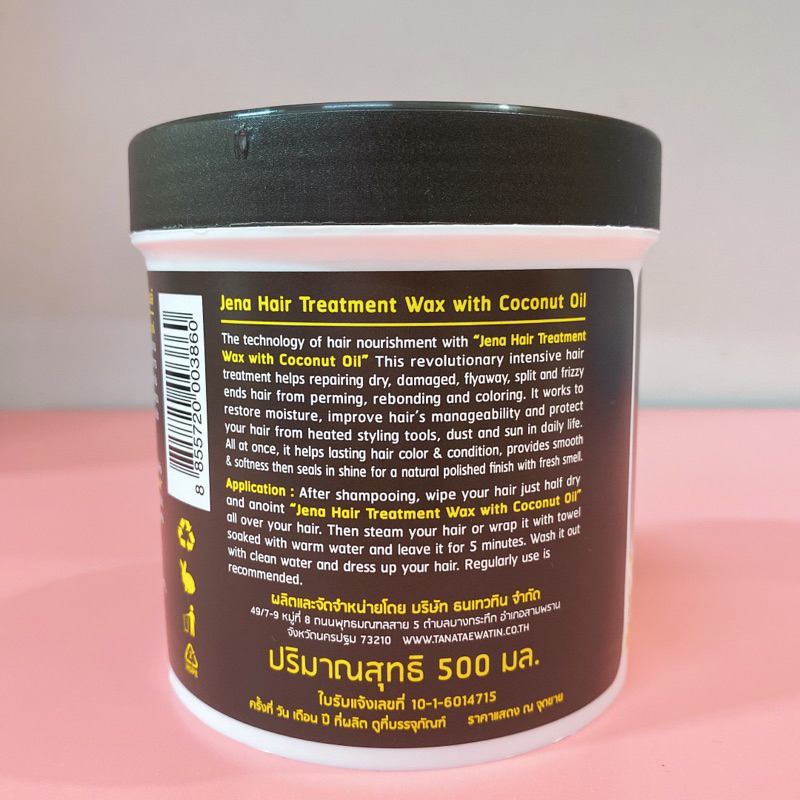 Jena Hair Treatment Wax with Coconut Oil
The technology of hair nourishment with “Jena Hair Treatment
Wax with Coconut Oil” This revolutionary intensive hair
treatment helps repairing dry, damaged, flyaway, split and frizzy
ends hair from perming, rebonding and coloring. It works to
restore moisture, improve hair's manageability and protect
your hair from heated styling tools, dust and sun in daily life.
All at once, it helps lasting hair color & condition, provides smooth
& softness then seals in shine for a natural polished finish with fresh smell.
Application : After shampooing, wipe your hair just half dry
and anoint “Jena Hair Treatment Wax with Coconut Oil”
all over your hair. Then steam your hair or wrap it with towel
soaked with warm water and leave it for 5 minutes. Wash it out
with clean water and dress up your hair. Regularly use is
recommended.
ผลิตและจัดจำหน่ายโดย บริษัท ธนเทวทิน จำกัด
49/7-9 หมู่ที่ 8 ถนนพุทธมณฑลสาย 5 ตำบลบางกระทึก อำเภอสามพราน
จังหวัดนครปฐม 73210 WWW.TANATAEWATIN.CO.TH
ปริมาณสุทธิ 500 มล.
ใบรับแจ้งเลขที่ 10-1-6014715
ครั้งที่ วัน เดือน ปี ที่ผลิต ดูที่บรรจุภัณฑ์ ราคาแสดง ณ จุดขาย
8 855720 003860